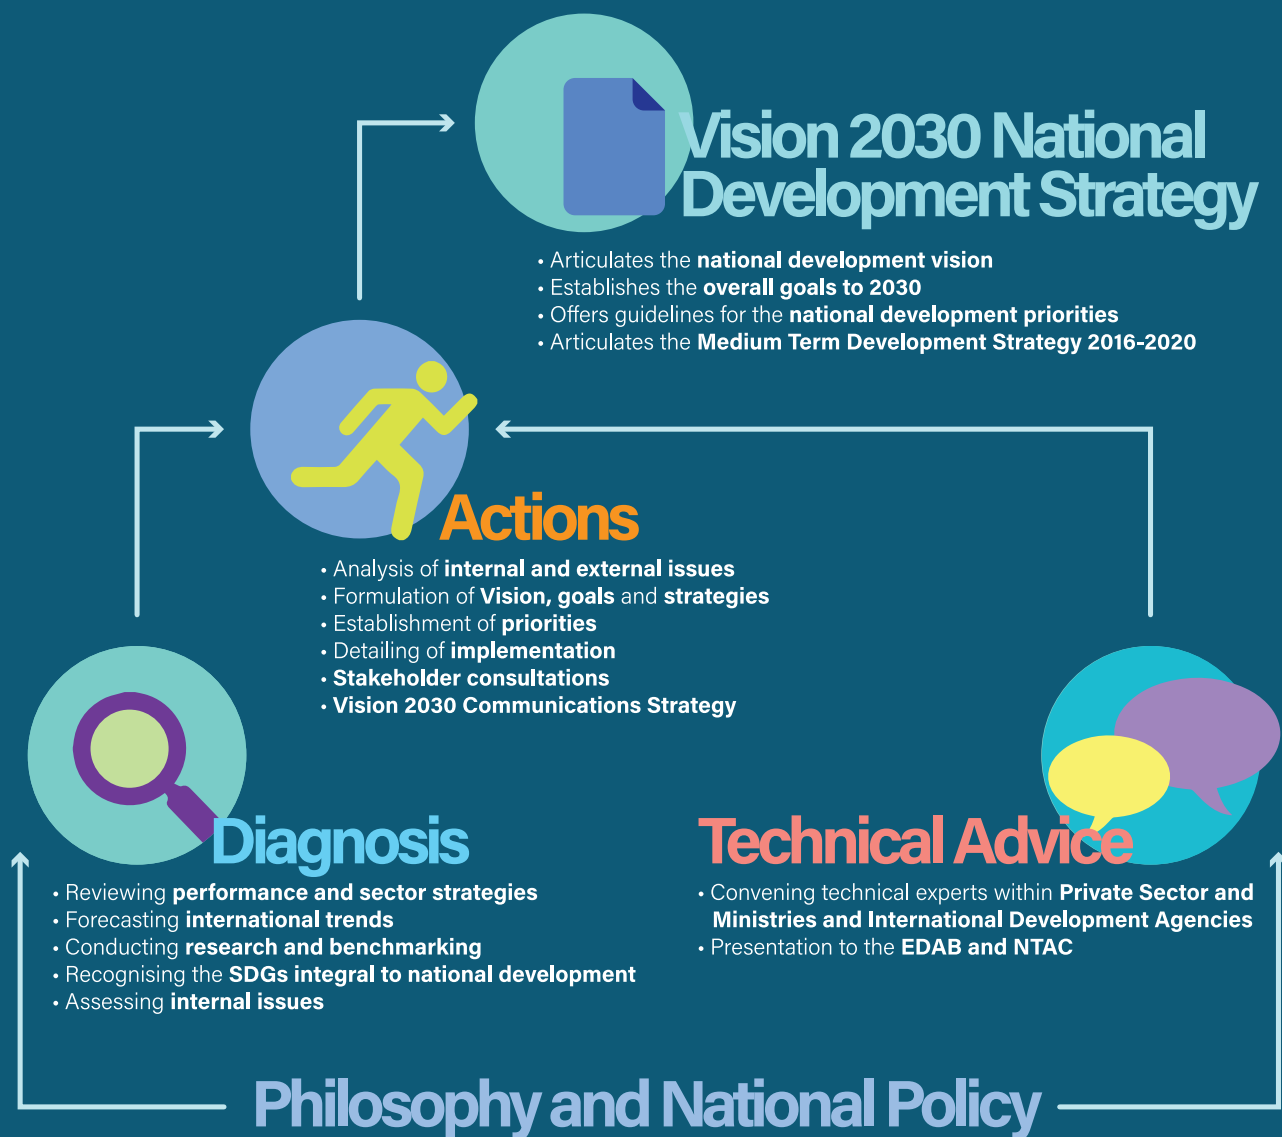 Vision 2030 National
Development Strategy
• Articulates the national development vision
• Establishes the overall goals to 2030
• Offers guidelines for the national development priorities
• Articulates the Medium Term Development Strategy 2016-2020
Actions
• Analysis of internal and external issues
• Formulation of Vision, goals and strategies
• Establishment of priorities
• Detailing of implementation
• Stakeholder consultations
• Vision 2030 Communications Strategy
Diagnosis
• Reviewing performance and sector strategies
• Forecasting international trends
• Conducting research and benchmarking
• Recognising the SDGs integral to national development
• Assessing internal issues
Technical Advice
• Convening technical experts within Private Sector and
Ministries and International Development Agencies
• Presentation to the EDAB and NTAC
Philosophy and National Policy